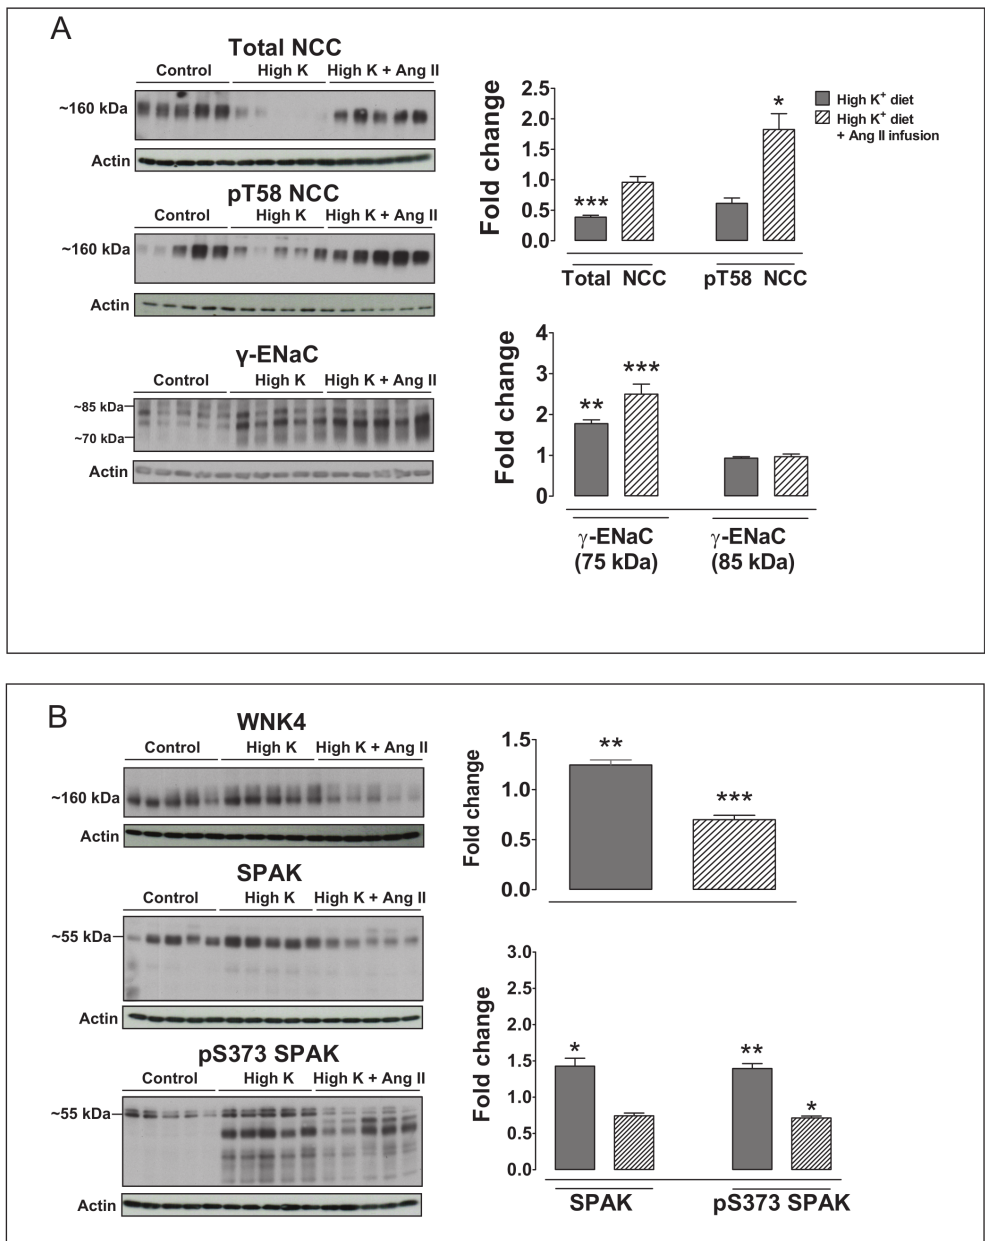 A
Total NCC
Control High K High K + Ang II
~160 kDa
Actin
pT58 NCC
Control High K High K + Ang II
~160 kDa
Actin
γ-ENaC
Control High K High K + Ang II
~85 kDa
~70 kDa
Actin
Fold change
2.5
2.0
1.5
1.0
0.5
0.0
***
*
Total NCC pT58 NCC
High K+ diet
High K+ diet
+ Ang II infusion
Fold change
4
3
2
1
0
**
***
γ-ENaC γ-ENaC
(75 kDa) (85 kDa)
B
WNK4
Control High K High K + Ang II
~160 kDa
Actin
SPAK
Control High K High K + Ang II
~55 kDa
Actin
pS373 SPAK
Control High K High K + Ang II
~55 kDa
Actin
Fold change
1.5
1.0
0.5
0.0
**
***
Fold change
3.0
2.5
2.0
1.5
1.0
0.5
0.0
*
**
*
SPAK pS373 SPAK